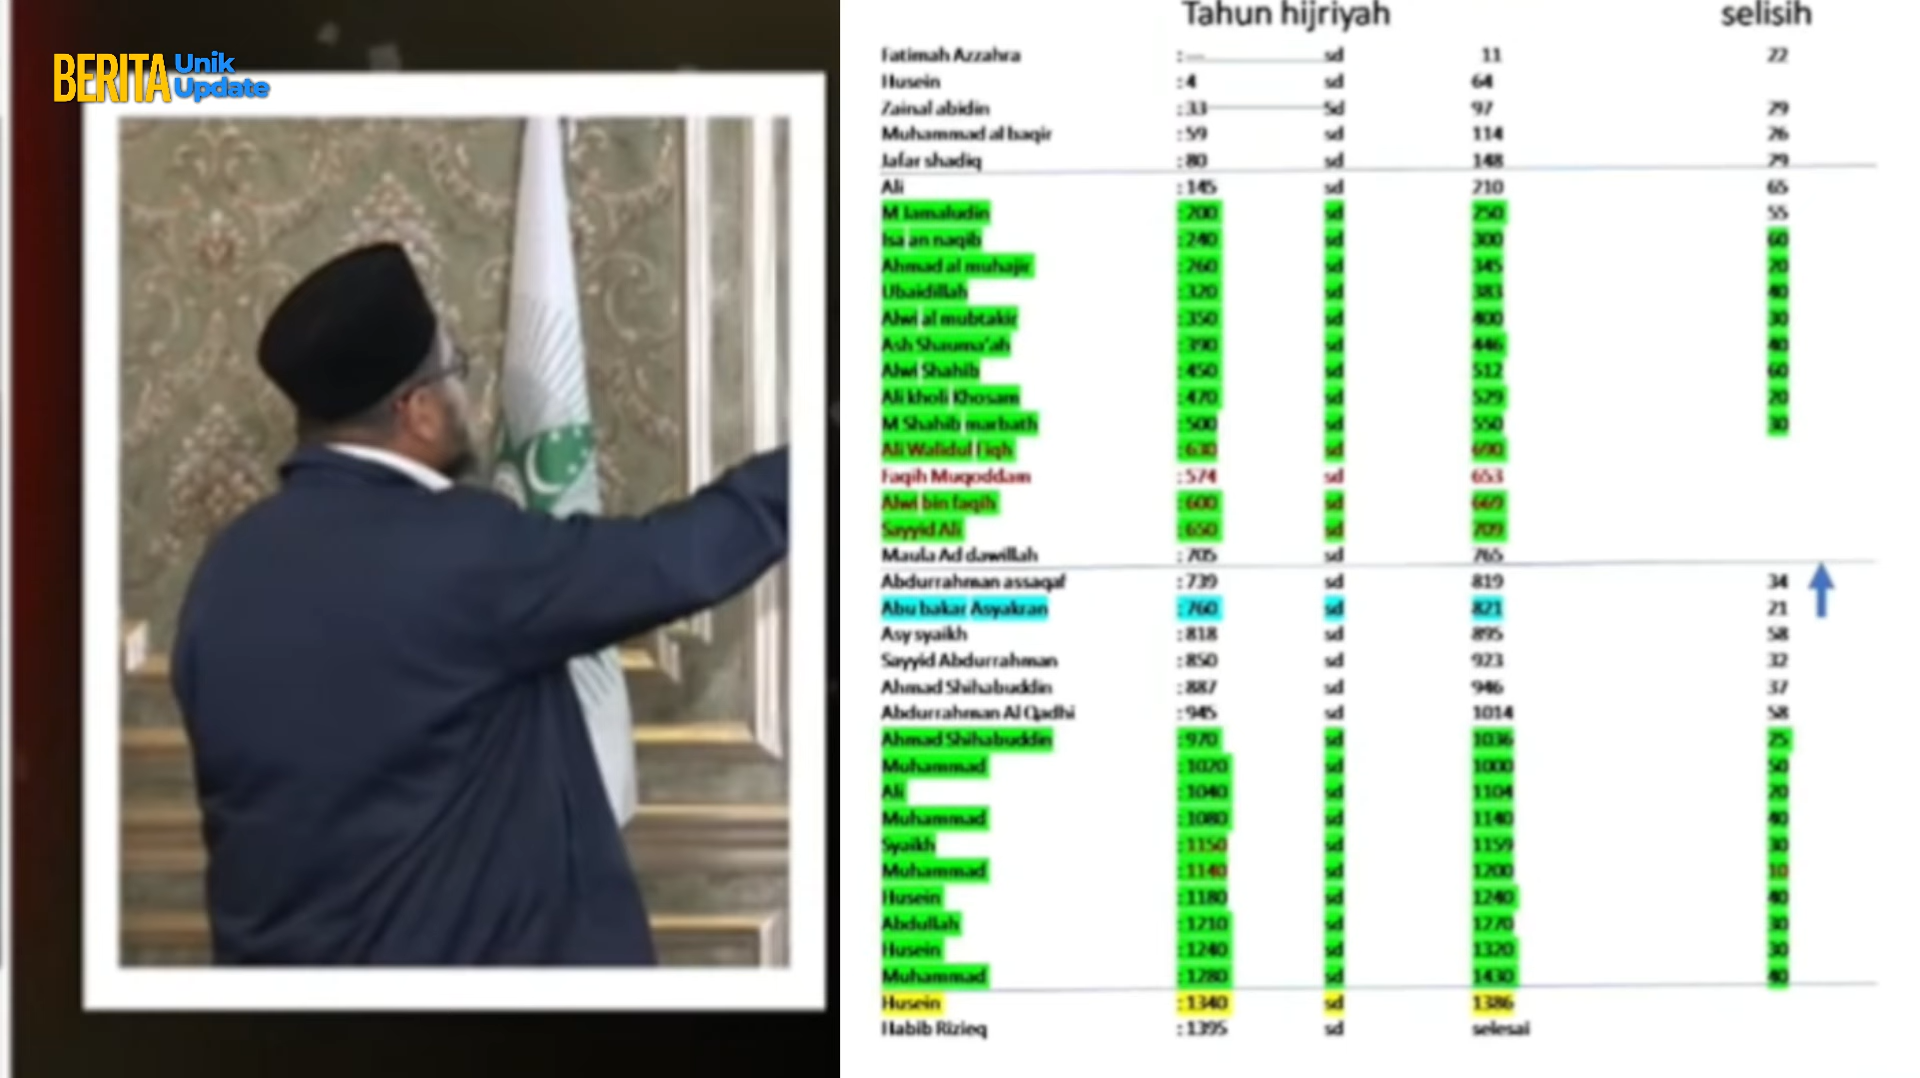 BERITA Unik Update
Tahun hijriyah selisih
Fatimah Azzahra : --- sd 11 22
Husein : 4 sd 64
Zainal abidin : 33 Sd 97 29
Muhammad al baqir : 59 sd 114 26
Jafar shadiq : 80 sd 148 29
Ali : 145 sd 210 65
M Jamaludin : 200 sd 250 55
Isa an naqib : 240 sd 300 60
Ahmad al muhajir : 260 sd 345 20
Ubaidillah : 320 sd 383 40
Alwi al mubtakir : 350 sd 400 30
Ash Shauma'ah : 390 sd 446 40
Alwi Shahib : 450 sd 512 60
Ali kholi Khosam : 470 sd 529 20
M Shahib marbath : 500 sd 550 30
Ali Walidul Fiqh : 630 sd 690
Faqih Muqoddam : 574 sd 653
Alwi bin faqih : 600 sd 669
Sayyid Ali : 650 sd 709
Maula Ad dawillah : 705 sd 765
Abdurrahman assaqaf : 739 sd 819 34
Abu bakar Asyakran : 760 sd 821 21
Asy syaikh : 818 sd 895 58
Sayyid Abdurrahman : 850 sd 923 32
Ahmad Shihabuddin : 887 sd 946 37
Abdurrahman Al Qadhi : 945 sd 1014 58
Ahmad Shihabuddin : 970 sd 1036 25
Muhammad : 1020 sd 1000 50
Ali : 1040 sd 1104 20
Muhammad : 1080 sd 1140 40
Syaikh : 1150 sd 1159 30
Muhammad : 1140 sd 1200 10
Husein : 1180 sd 1240 40
Abdullah : 1210 sd 1270 30
Husein : 1240 sd 1320 30
Muhammad : 1280 sd 1430 40
Husein : 1340 sd 1386
Habib Rizieq : 1395 sd selesai